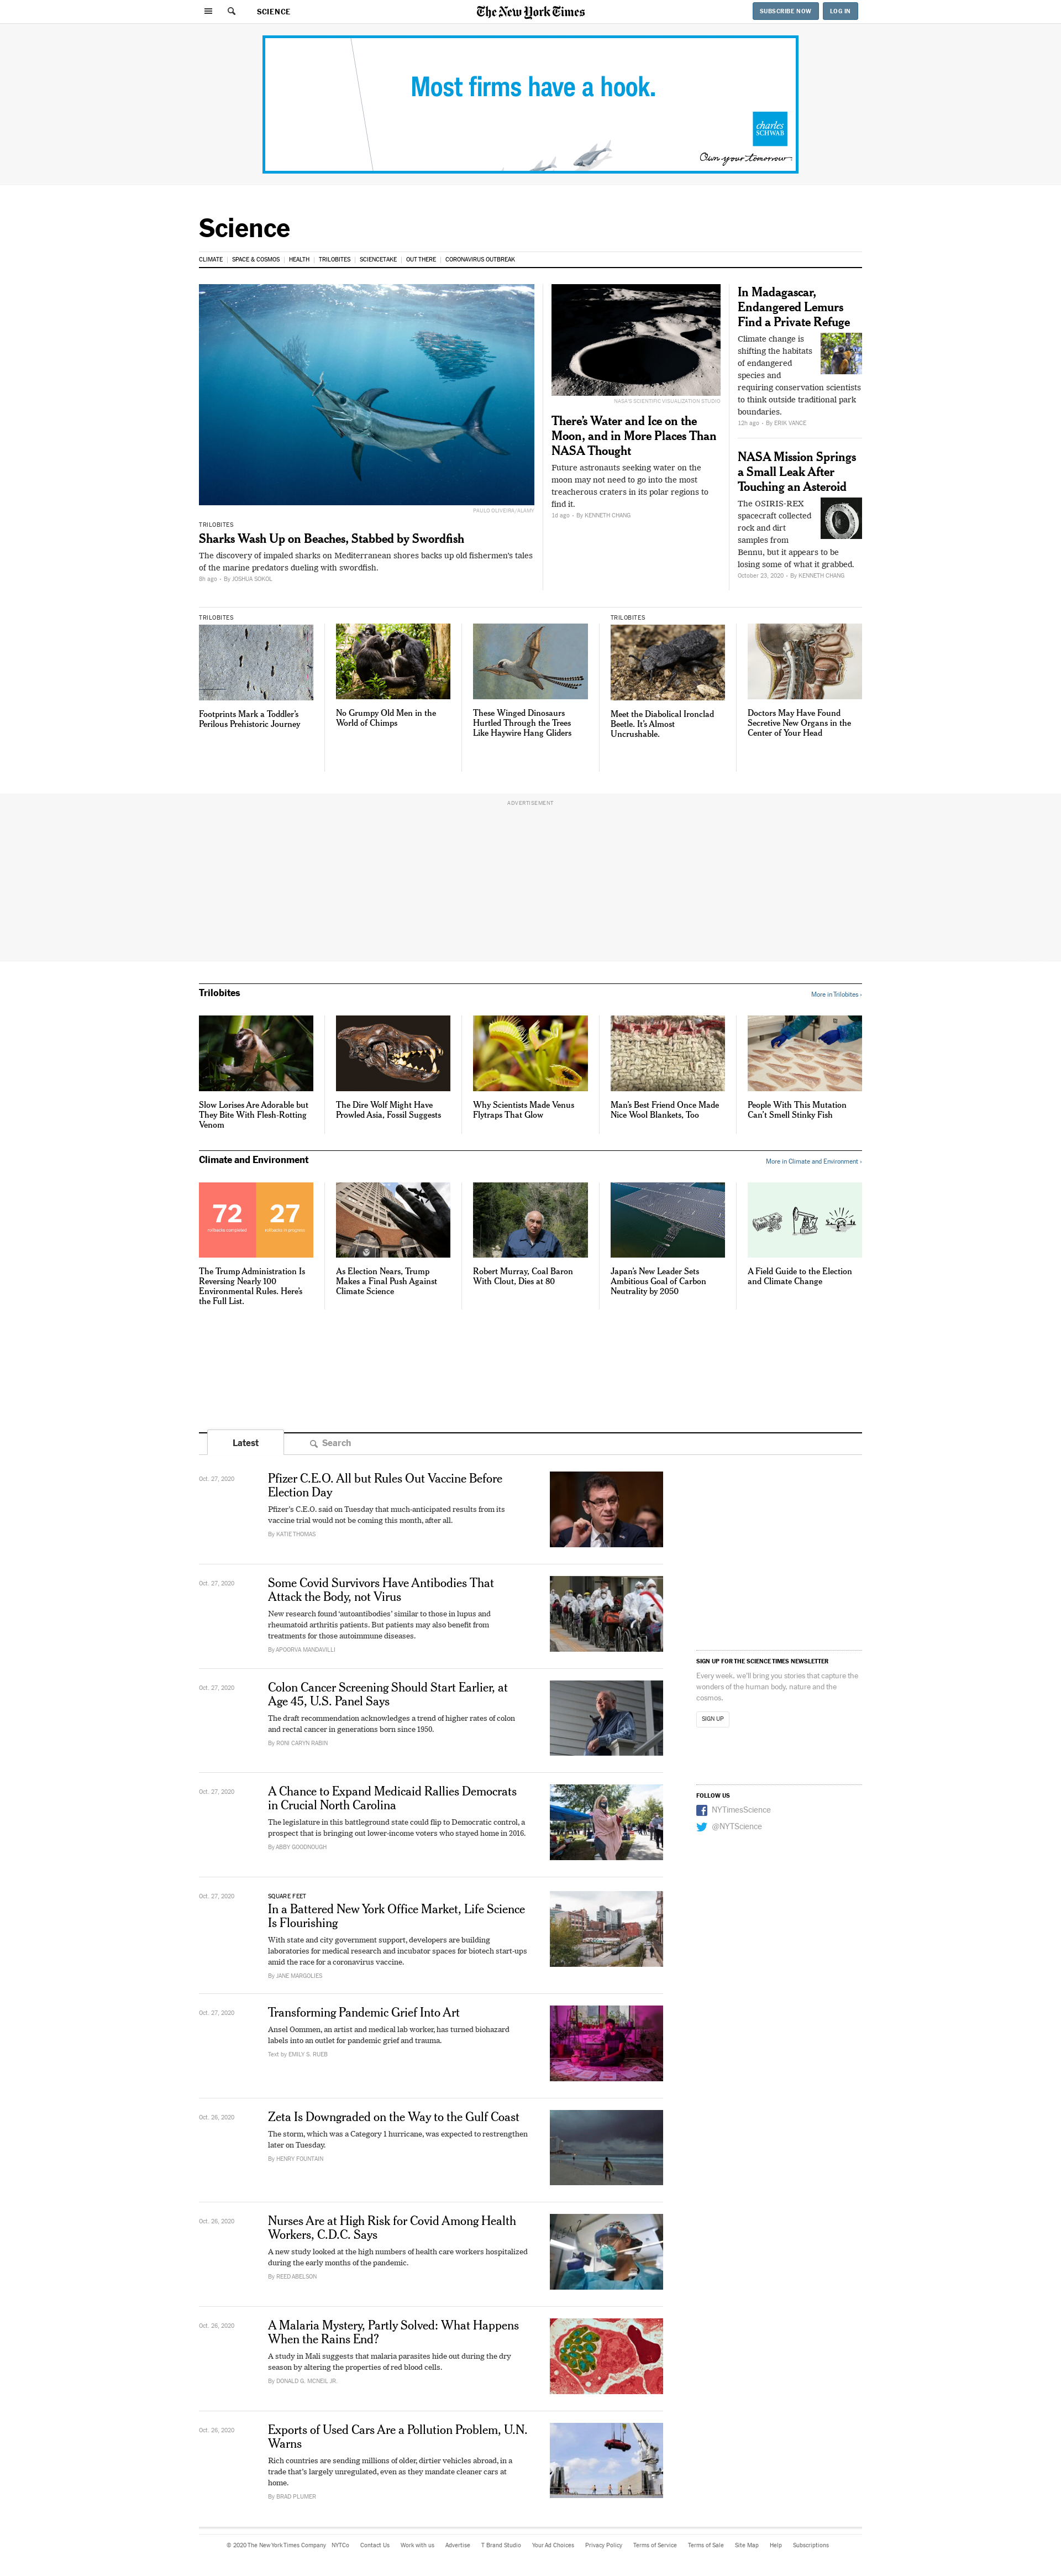 SCIENCE
The New York Times
SUBSCRIBE NOW
LOG IN
Most firms have a hook.
charles
SCHWAB
Own your tomorrow
Science
CLIMATE
SPACE & COSMOS
HEALTH
TRILOBITES
SCIENCETAKE
OUT THERE
CORONAVIRUS OUTBREAK
PAULO OLIVEIRA/ALAMY
TRILOBITES
Sharks Wash Up on Beaches, Stabbed by Swordfish
The discovery of impaled sharks on Mediterranean shores backs up old fishermen's tales
of the marine predators dueling with swordfish.
8h ago · By JOSHUA SOKOL
NASA'S SCIENTIFIC VISUALIZATION STUDIO
There's Water and Ice on the
Moon, and in More Places Than
NASA Thought
Future astronauts seeking water on the
moon may not need to go into the most
treacherous craters in its polar regions to
find it.
1d ago · By KENNETH CHANG
In Madagascar,
Endangered Lemurs
Find a Private Refuge
Climate change is
shifting the habitats
of endangered
species and
requiring conservation scientists
to think outside traditional park
boundaries.
12h ago · By ERIK VANCE
NASA Mission Springs
a Small Leak After
Touching an Asteroid
The OSIRIS-REX
spacecraft collected
rock and dirt
samples from
Bennu, but it appears to be
losing some of what it grabbed.
October 23, 2020 · By KENNETH CHANG
TRILOBITES
Footprints Mark a Toddler's
Perilous Prehistoric Journey
No Grumpy Old Men in the
World of Chimps
These Winged Dinosaurs
Hurtled Through the Trees
Like Haywire Hang Gliders
TRILOBITES
Meet the Diabolical Ironclad
Beetle. It's Almost
Uncrushable.
Doctors May Have Found
Secretive New Organs in the
Center of Your Head
ADVERTISEMENT
Trilobites
More in Trilobites ›
Slow Lorises Are Adorable but
They Bite With Flesh-Rotting
Venom
The Dire Wolf Might Have
Prowled Asia, Fossil Suggests
Why Scientists Made Venus
Flytraps That Glow
Man's Best Friend Once Made
Nice Wool Blankets, Too
People With This Mutation
Can't Smell Stinky Fish
Climate and Environment
More in Climate and Environment ›
72
rollbacks completed
27
rollbacks in progress
The Trump Administration Is
Reversing Nearly 100
Environmental Rules. Here's
the Full List.
As Election Nears, Trump
Makes a Final Push Against
Climate Science
Robert Murray, Coal Baron
With Clout, Dies at 80
Japan's New Leader Sets
Ambitious Goal of Carbon
Neutrality by 2050
A Field Guide to the Election
and Climate Change
Latest
Search
Oct. 27, 2020
Pfizer C.E.O. All but Rules Out Vaccine Before
Election Day
Pfizer's C.E.O. said on Tuesday that much-anticipated results from its
vaccine trial would not be coming this month, after all.
By KATIE THOMAS
Oct. 27, 2020
Some Covid Survivors Have Antibodies That
Attack the Body, not Virus
New research found 'autoantibodies' similar to those in lupus and
rheumatoid arthritis patients. But patients may also benefit from
treatments for those autoimmune diseases.
By APOORVA MANDAVILLI
Oct. 27, 2020
Colon Cancer Screening Should Start Earlier, at
Age 45, U.S. Panel Says
The draft recommendation acknowledges a trend of higher rates of colon
and rectal cancer in generations born since 1950.
By RONI CARYN RABIN
Oct. 27, 2020
A Chance to Expand Medicaid Rallies Democrats
in Crucial North Carolina
The legislature in this battleground state could flip to Democratic control, a
prospect that is bringing out lower-income voters who stayed home in 2016.
By ABBY GOODNOUGH
Oct. 27, 2020
SQUARE FEET
In a Battered New York Office Market, Life Science
Is Flourishing
With state and city government support, developers are building
laboratories for medical research and incubator spaces for biotech start-ups
amid the race for a coronavirus vaccine.
By JANE MARGOLIES
Oct. 27, 2020
Transforming Pandemic Grief Into Art
Ansel Oommen, an artist and medical lab worker, has turned biohazard
labels into an outlet for pandemic grief and trauma.
Text by EMILY S. RUEB
Oct. 26, 2020
Zeta Is Downgraded on the Way to the Gulf Coast
The storm, which was a Category 1 hurricane, was expected to restrengthen
later on Tuesday.
By HENRY FOUNTAIN
Oct. 26, 2020
Nurses Are at High Risk for Covid Among Health
Workers, C.D.C. Says
A new study looked at the high numbers of health care workers hospitalized
during the early months of the pandemic.
By REED ABELSON
Oct. 26, 2020
A Malaria Mystery, Partly Solved: What Happens
When the Rains End?
A study in Mali suggests that malaria parasites hide out during the dry
season by altering the properties of red blood cells.
By DONALD G. MCNEIL JR.
Oct. 26, 2020
Exports of Used Cars Are a Pollution Problem, U.N.
Warns
Rich countries are sending millions of older, dirtier vehicles abroad, in a
trade that's largely unregulated, even as they mandate cleaner cars at
home.
By BRAD PLUMER
SIGN UP FOR THE SCIENCE TIMES NEWSLETTER
Every week, we'll bring you stories that capture the
wonders of the human body, nature and the
cosmos.
SIGN UP
FOLLOW US
NYTimesScience
@NYTScience
© 2020 The New York Times Company
NYTCo
Contact Us
Work with us
Advertise
T Brand Studio
Your Ad Choices
Privacy Policy
Terms of Service
Terms of Sale
Site Map
Help
Subscriptions